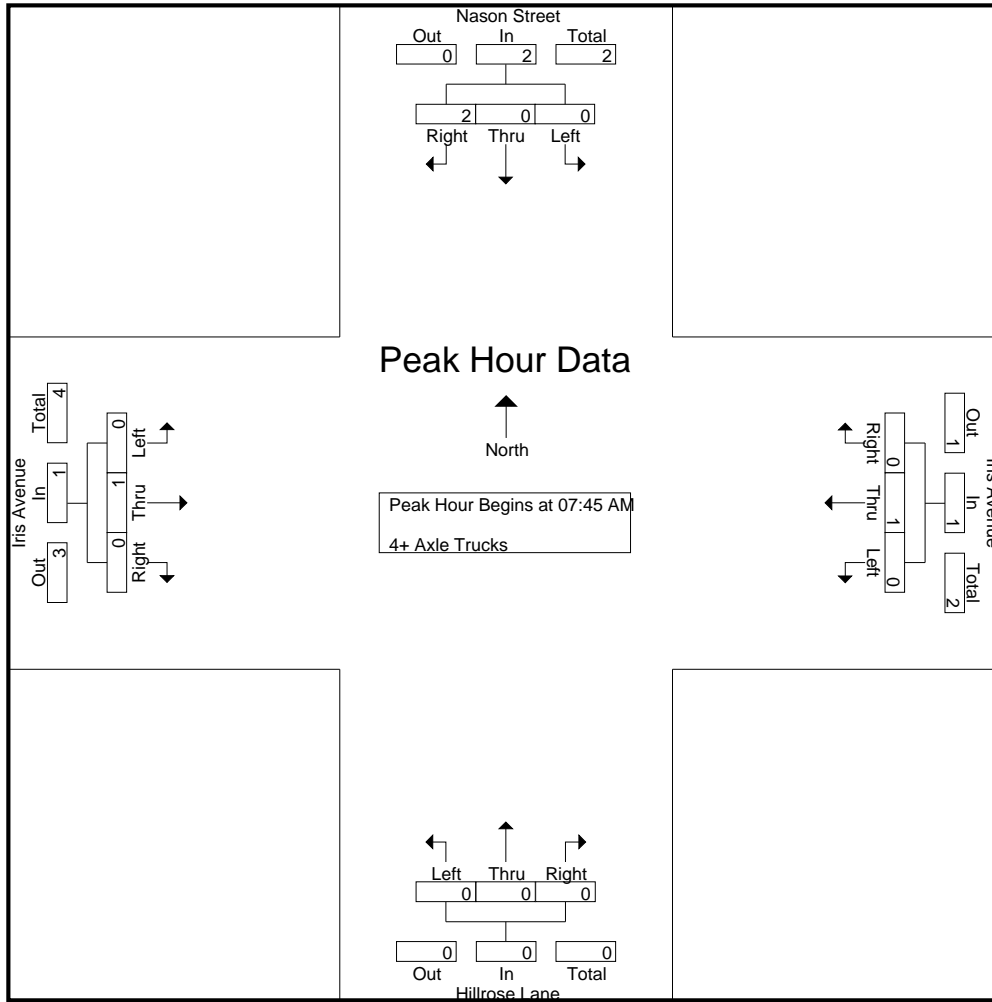 Nason Street
Out In Total
0 2 2
2 0 0
Right Thru Left
Peak Hour Data
North
Peak Hour Begins at 07:45 AM
4+ Axle Trucks
Iris Avenue
Total In Out
4 1 3
0 1 0
Left Thru Right
Right Thru Left
0 1 0
Out In Total
1 1 2
Iris Avenue
Left Thru Right
0 0 0
0 0 0
Out In Total
Hillrose Lane